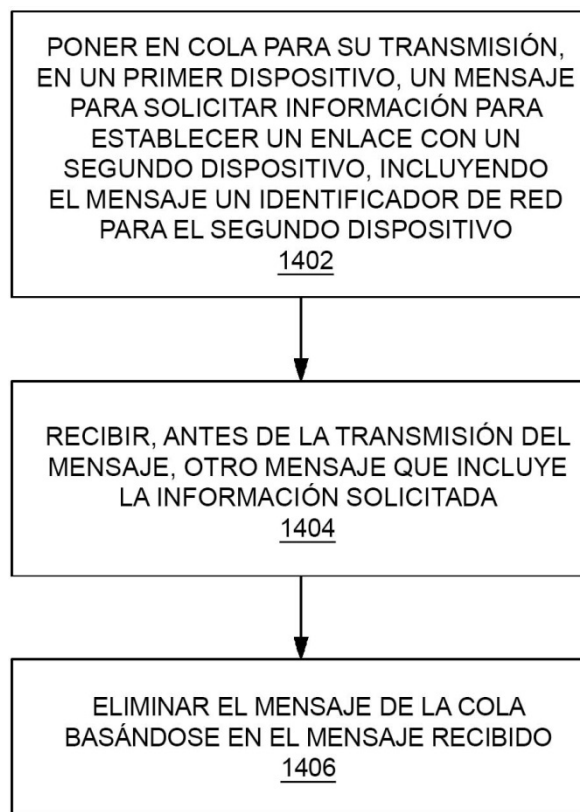 PONER EN COLA PARA SU TRANSMISIÓN,
EN UN PRIMER DISPOSITIVO, UN MENSAJE
PARA SOLICITAR INFORMACIÓN PARA
ESTABLECER UN ENLACE CON UN
SEGUNDO DISPOSITIVO, INCLUYENDO
EL MENSAJE UN IDENTIFICADOR DE RED
PARA EL SEGUNDO DISPOSITIVO
1402
RECIBIR, ANTES DE LA TRANSMISIÓN DEL
MENSAJE, OTRO MENSAJE QUE INCLUYE
LA INFORMACIÓN SOLICITADA
1404
ELIMINAR EL MENSAJE DE LA COLA
BASÁNDOSE EN EL MENSAJE RECIBIDO
1406